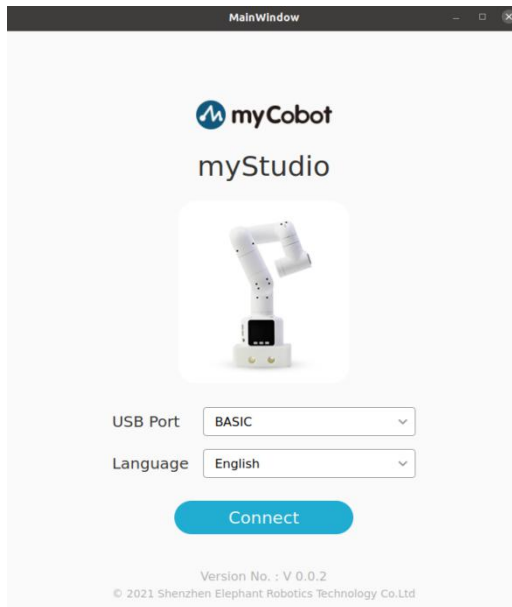 MainWindow
myCobot
myStudio
USB Port BASIC
Language English
Connect
Version No. : V 0.0.2
© 2021 Shenzhen Elephant Robotics Technology Co.Ltd